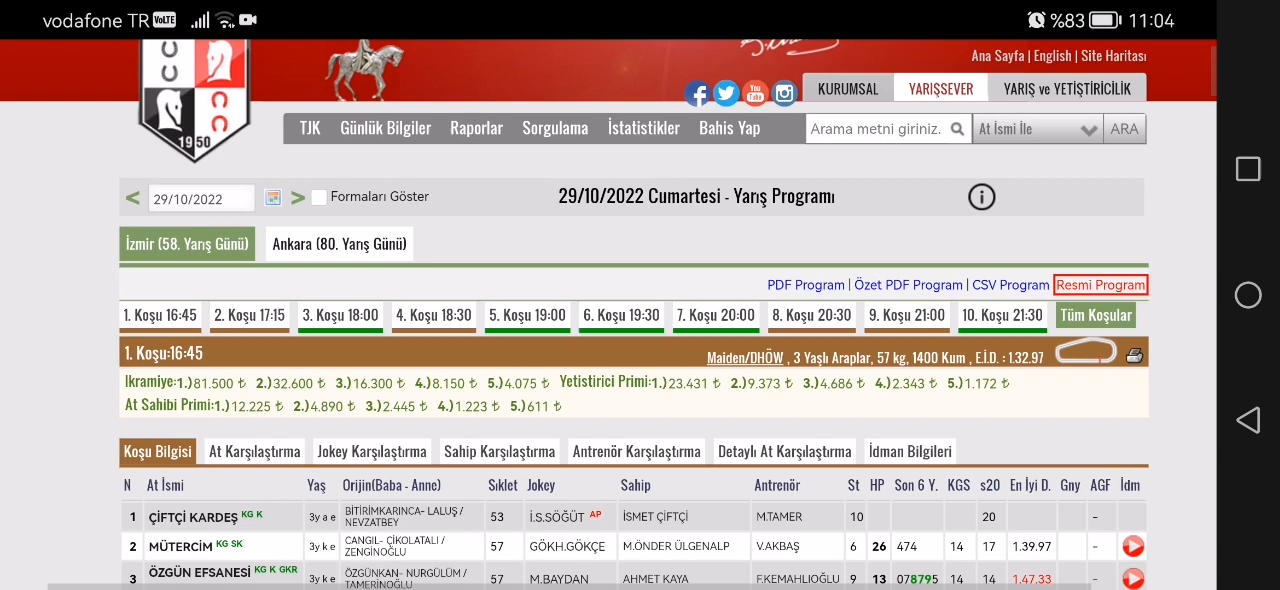 vodafone TR VoLTE %83 11:04
Ana Sayfa | English | Site Haritası
KURUMSAL YARIŞSEVER YARIŞ ve YETİŞTİRİCİLİK
1950
TJK Günlük Bilgiler Raporlar Sorgulama İstatistikler Bahis Yap Arama metni giriniz. At İsmi İle ARA
< 29/10/2022 > Formaları Göster 29/10/2022 Cumartesi - Yarış Programı
İzmir (58. Yarış Günü) Ankara (80. Yarış Günü)
PDF Program | Özet PDF Program | CSV Program Resmi Program
1. Koşu 16:45 2. Koşu 17:15 3. Koşu 18:00 4. Koşu 18:30 5. Koşu 19:00 6. Koşu 19:30 7. Koşu 20:00 8. Koşu 20:30 9. Koşu 21:00 10. Koşu 21:30 Tüm Koşular
1. Koşu:16:45 Maiden/DHÖW , 3 Yaşlı Araplar, 57 kg, 1400 Kum , E.İ.D. : 1.32.97
Ikramiye:1.)81.500 ₺ 2.)32.600 ₺ 3.)16.300 ₺ 4.)8.150 ₺ 5.)4.075 ₺ Yetistirici Primi:1.)23.431 ₺ 2.)9.373 ₺ 3.)4.686 ₺ 4.)2.343 ₺ 5.)1.172 ₺
At Sahibi Primi:1.)12.225 ₺ 2.)4.890 ₺ 3.)2.445 ₺ 4.)1.223 ₺ 5.)611 ₺
Koşu Bilgisi At Karşılaştırma Jokey Karşılaştırma Sahip Karşılaştırma Antrenör Karşılaştırma Detaylı At Karşılaştırma İdman Bilgileri
N At İsmi Yaş Orijin(Baba - Anne) Sıklet Jokey Sahip Antrenör St HP Son 6 Y. KGS s20 En İyi D. Gny AGF İdm
1 ÇİFTÇİ KARDEŞ KG K 3y a e BİTİRİMKARINCA- LALUŞ / NEVZATBEY 53 İ.S.SÖĞÜT AP İSMET ÇİFTÇİ M.TAMER 10 20 -
2 MÜTERCİM KG SK 3y k e CANGIL- ÇİKOLATALI / ZENGİNOĞLU 57 GÖKH.GÖKÇE M.ÖNDER ÜLGENALP V.AKBAŞ 6 26 474 14 17 1.39.97 -
3 ÖZGÜN EFSANESİ KG K GKR 3y k e ÖZGÜNKAN- NURGÜLÜM / TAMERİNOĞLU 57 M.BAYDAN AHMET KAYA F.KEMAHLIOĞLU 9 13 078795 14 14 1.47.33 -